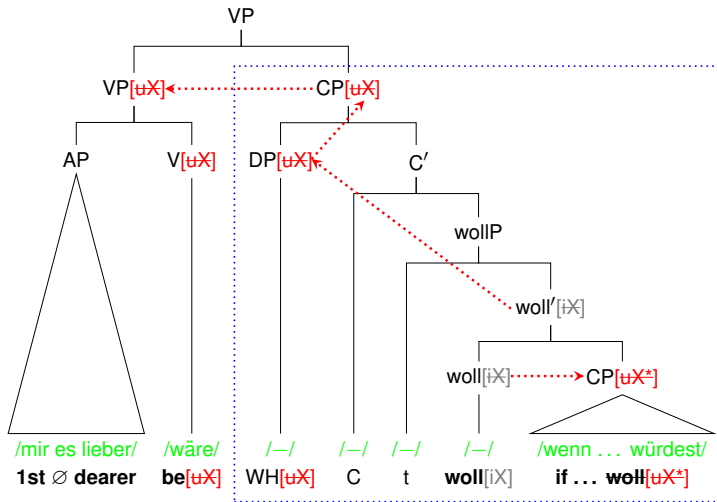 VP
VP[uX] CP[uX]
AP V[uX] DP[uX] C′
wollP
woll′[iX]
woll[iX] CP[uX*]
/mir es lieber/ /wäre/ /−/ /−/ /−/ /−/ /wenn … würdest/
1st ∅ dearer be[uX] WH[uX] C t woll[iX] if … woll[uX*]